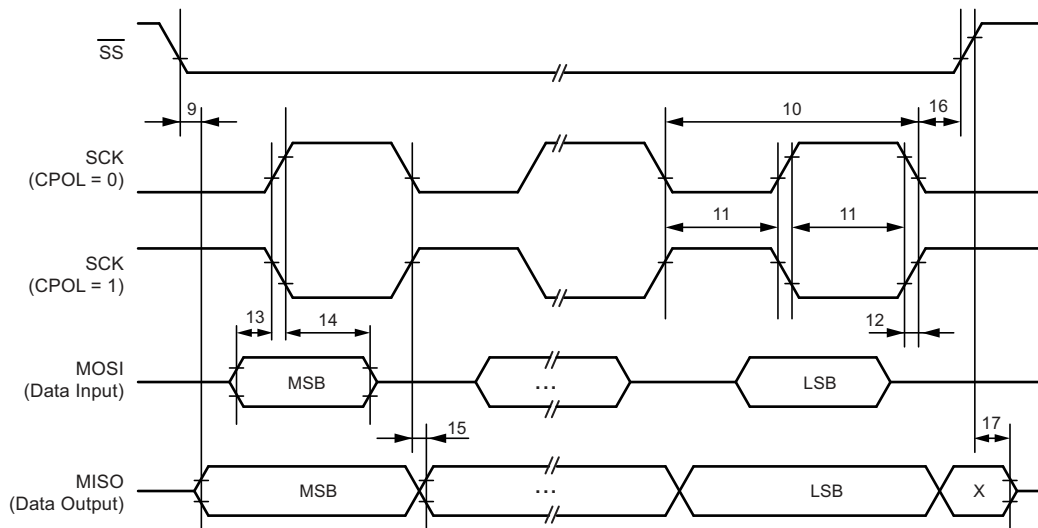 SS
9
10
16
SCK
(CPOL = 0)
11
11
SCK
(CPOL = 1)
13
14
12
MOSI
(Data Input)
MSB
...
LSB
15
17
MISO
(Data Output)
MSB
...
LSB
X